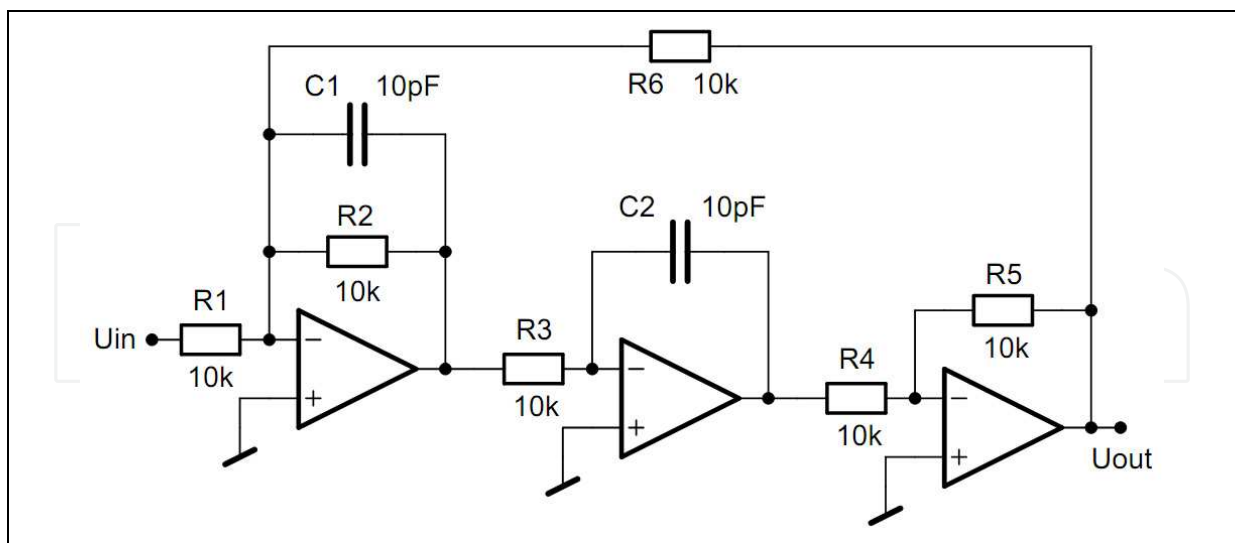 C1 10pF
R6 10k
R2
10k
C2 10pF
R1
10k
R5
10k
Uin
R3
10k
R4
10k
Uout
−
+
−
+
−
+